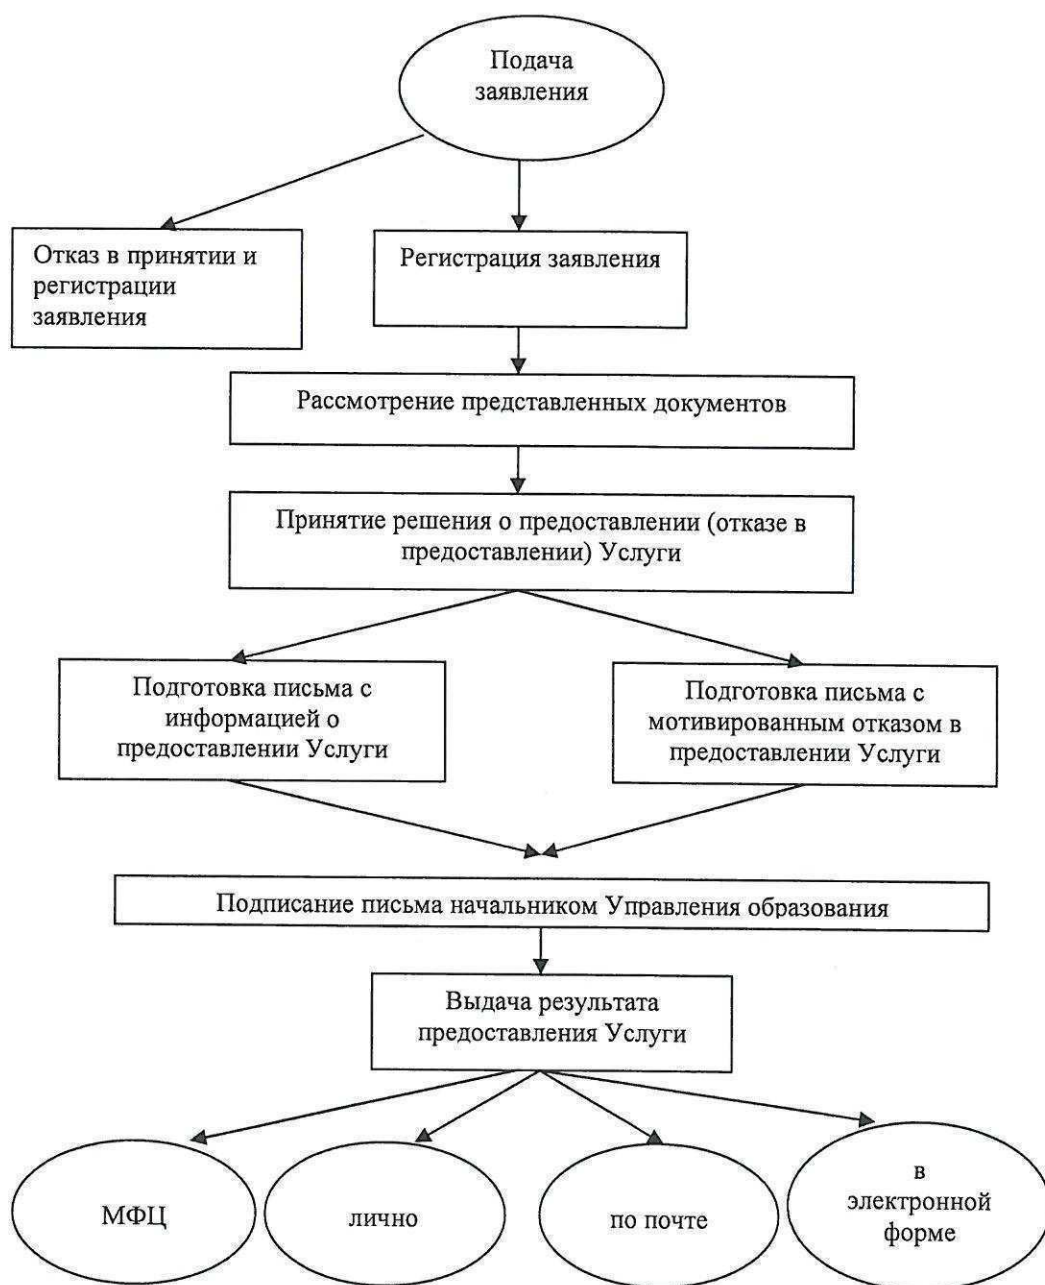 Подача
заявления
Отказ в принятии и
регистрации
заявления
Регистрация заявления
Рассмотрение представленных документов
Принятие решения о предоставлении (отказе в
предоставлении) Услуги
Подготовка письма с
информацией о
предоставлении Услуги
Подготовка письма с
мотивированным отказом в
предоставлении Услуги
Подписание письма начальником Управления образования
Выдача результата
предоставления Услуги
МФЦ
лично
по почте
в
электронной
форме